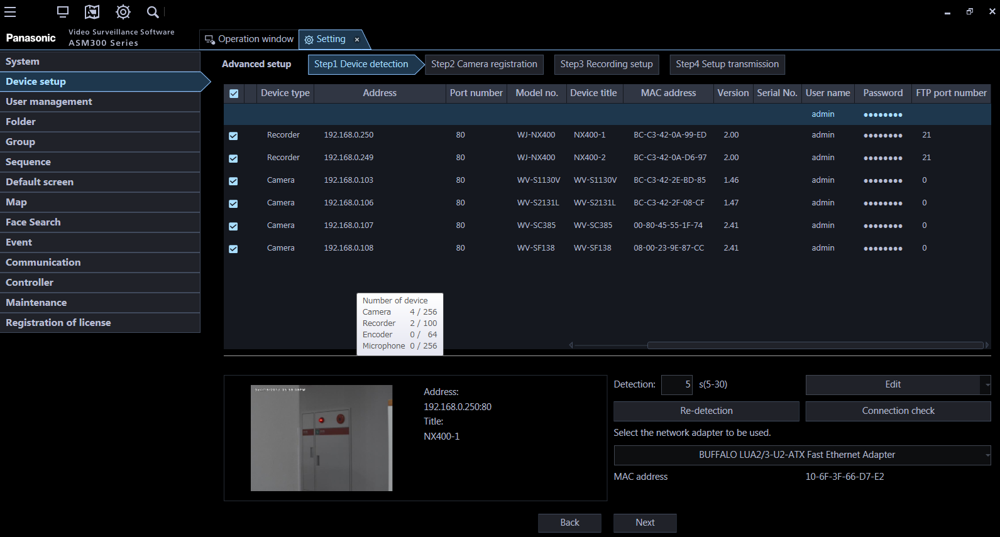 Panasonic
Video Surveillance Software
ASM300 Series
Operation window
Setting
System
Device setup
User management
Folder
Group
Sequence
Default screen
Map
Face Search
Event
Communication
Controller
Maintenance
Registration of license
Advanced setup
Step1 Device detection
Step2 Camera registration
Step3 Recording setup
Step4 Setup transmission
Device type Address Port number Model no. Device title MAC address Version Serial No. User name Password FTP port number
admin ●●●●●●●●
Recorder 192.168.0.250 80 WJ-NX400 NX400-1 BC-C3-42-0A-99-ED 2.00 admin ●●●●●●●● 21
Recorder 192.168.0.249 80 WJ-NX400 NX400-2 BC-C3-42-0A-D6-97 2.00 admin ●●●●●●●● 21
Camera 192.168.0.103 80 WV-S1130V WV-S1130V BC-C3-42-2E-BD-85 1.46 admin ●●●●●●●● 0
Camera 192.168.0.106 80 WV-S2131L WV-S2131L BC-C3-42-2F-08-CF 1.47 admin ●●●●●●●● 0
Camera 192.168.0.107 80 WV-SC385 WV-SC385 00-80-45-55-1F-74 2.41 admin ●●●●●●●● 0
Camera 192.168.0.108 80 WV-SF138 WV-SF138 08-00-23-9E-87-CC 2.41 admin ●●●●●●●● 0
Number of device
Camera 4 / 256
Recorder 2 / 100
Encoder 0 / 64
Microphone 0 / 256
Address:
192.168.0.250:80
Title:
NX400-1
Detection: 5 s(5-30)
Edit
Re-detection
Connection check
Select the network adapter to be used.
BUFFALO LUA2/3-U2-ATX Fast Ethernet Adapter
MAC address 10-6F-3F-66-D7-E2
Back
Next